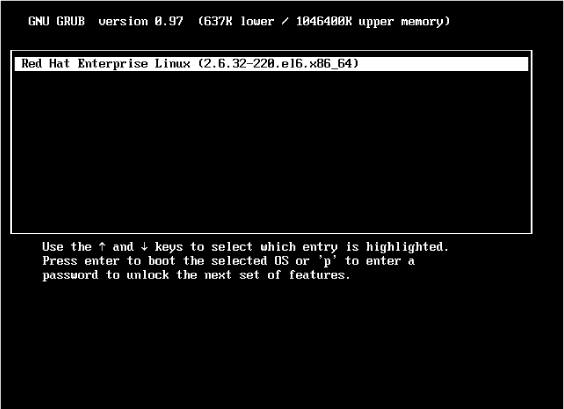 GNU GRUB  version 0.97  (637K lower / 1046400K upper memory)
Red Hat Enterprise Linux (2.6.32-220.el6.x86_64)
Use the ↑ and ↓ keys to select which entry is highlighted.
Press enter to boot the selected OS or 'p' to enter a
password to unlock the next set of features.